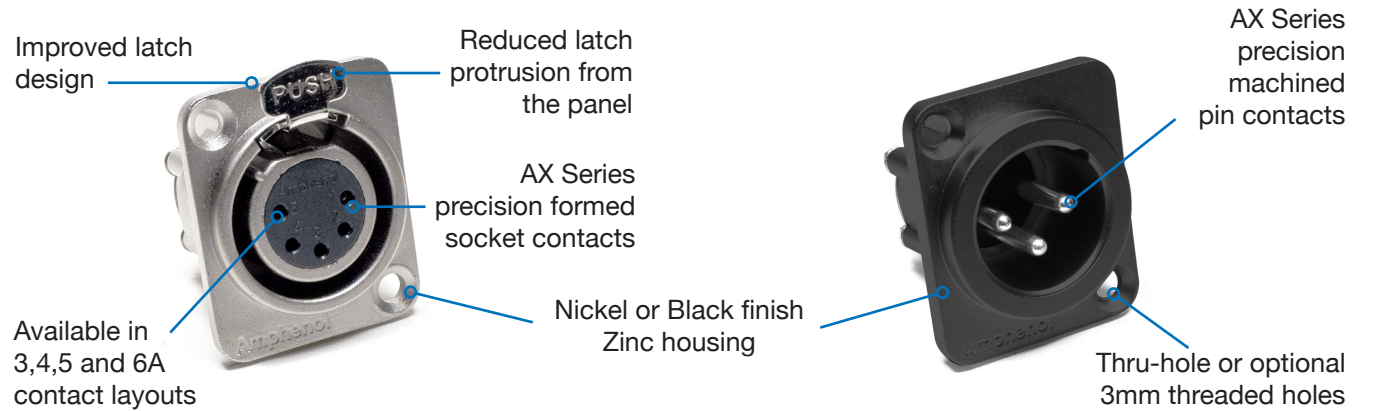 Improved latch
design
Reduced latch
protrusion from
the panel
PUSH
Amphenol
AX Series
precision formed
socket contacts
Available in
3,4,5 and 6A
contact layouts
Amphenol
Nickel or Black finish
Zinc housing
AX Series
precision
machined
pin contacts
Amphenol
Thru-hole or optional
3mm threaded holes